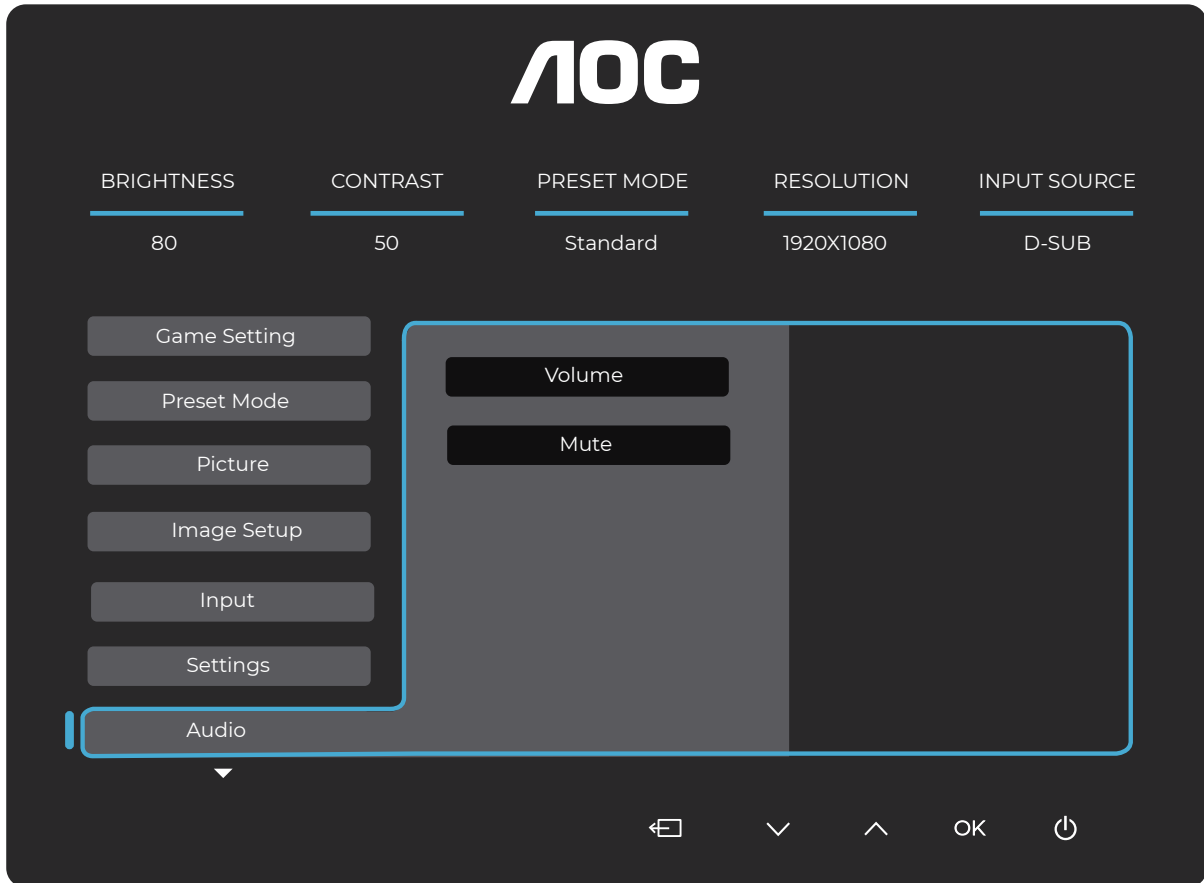 AOC
BRIGHTNESS CONTRAST PRESET MODE RESOLUTION INPUT SOURCE
80 50 Standard 1920X1080 D-SUB
Game Setting
Preset Mode
Picture
Image Setup
Input
Settings
Audio
Volume
Mute
OK